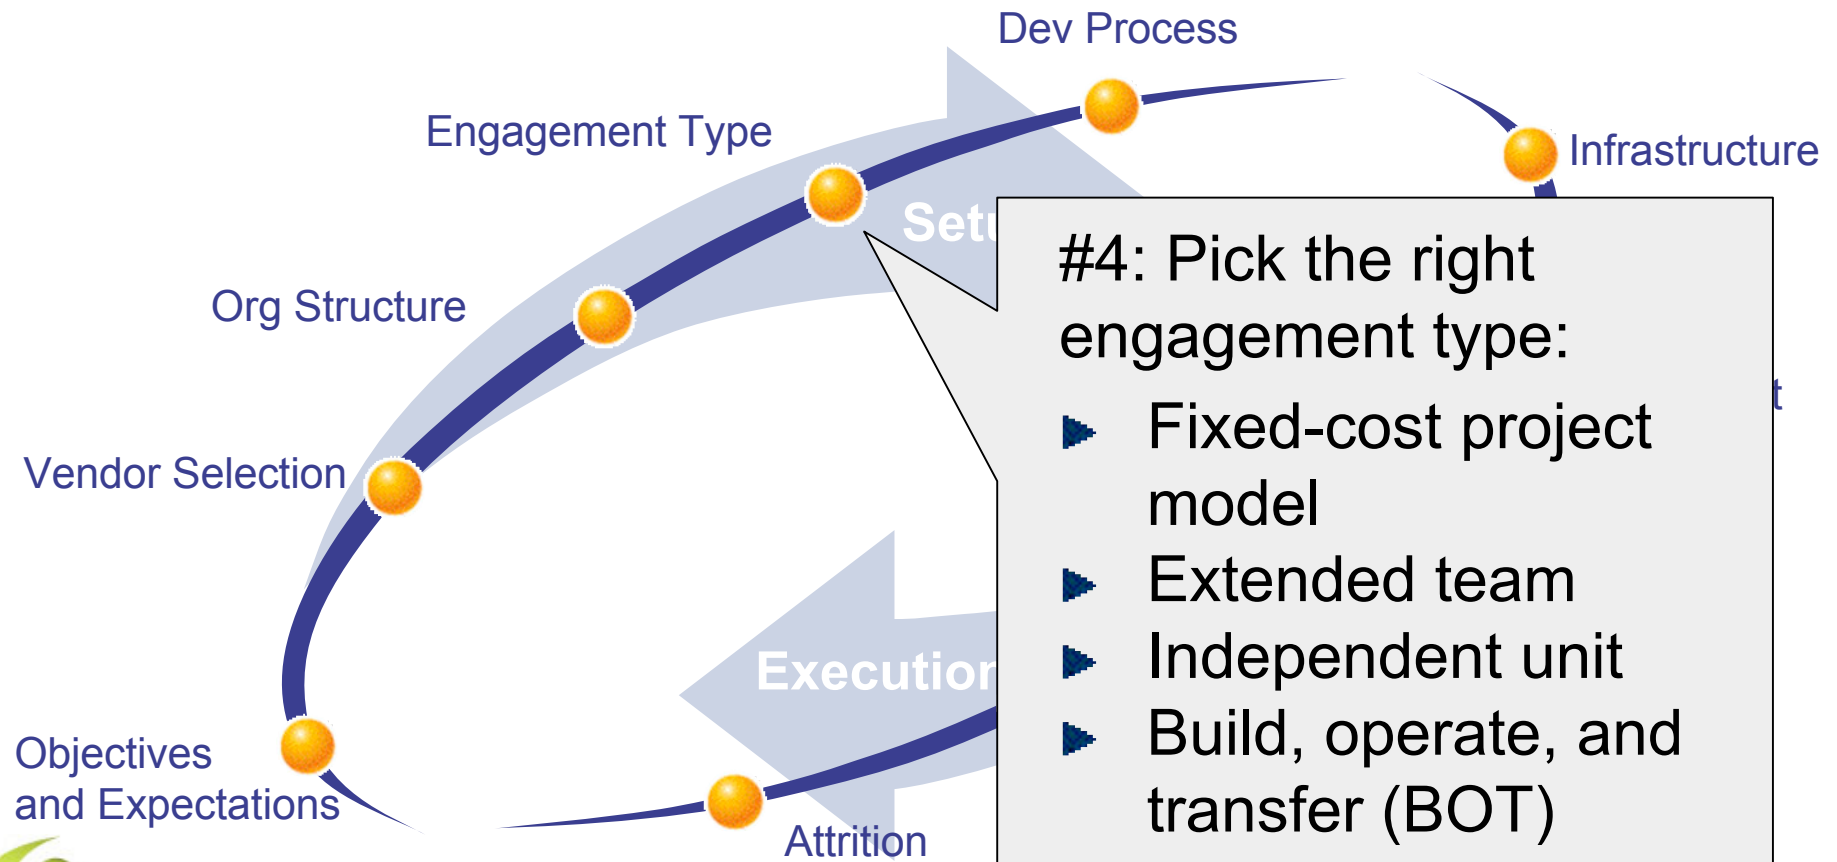 Dev Process
Engagement Type
Infrastructure
Org Structure
Vendor Selection
Objectives
and Expectations
Attrition
Execution
#4: Pick the right
engagement type:
Fixed-cost project
model
Extended team
Independent unit
Build, operate, and
transfer (BOT)